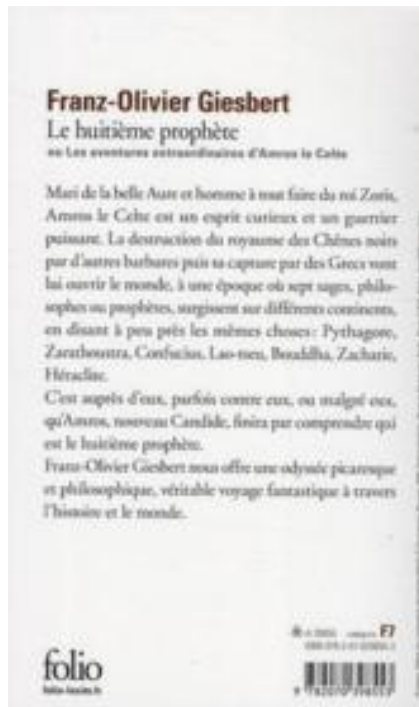 Franz-Olivier Giesbert
Le huitième prophète
ou Les aventures extraordinaires d'Amros le Celte
Mari de la belle Aure et homme à tout faire du roi Zoris,
Amros le Celte est un esprit curieux et un guerrier
puissant. La destruction du royaume des Chênes noirs
par d'autres barbares puis sa capture par des Grecs vont
lui ouvrir le monde, à une époque où sept sages, philo-
sophes ou prophètes, surgissent sur différents continents,
en disant à peu près les mêmes choses : Pythagore,
Zarathoustra, Confucius, Lao-tseu, Bouddha, Zacharie,
Héraclite.
C'est auprès d'eux, parfois contre eux, ou malgré eux,
qu'Amros, nouveau Candide, finira par comprendre qui
est le huitième prophète.
Franz-Olivier Giesbert nous offre une odyssée picaresque
et philosophique, véritable voyage fantastique à travers
l'histoire et le monde.
F7
folio
folio-lesite.fr